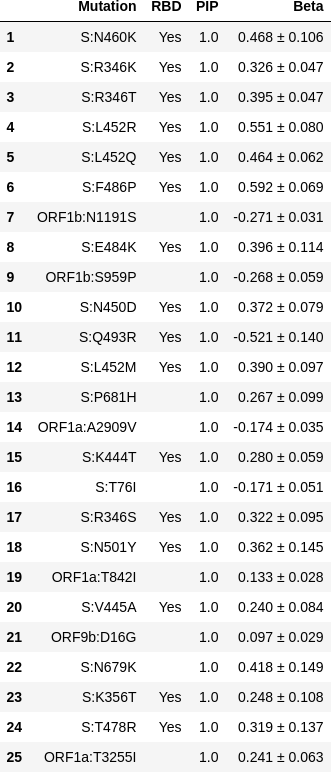 Mutation RBD PIP Beta
1 S:N460K Yes 1.0 0.468 ± 0.106
2 S:R346K Yes 1.0 0.326 ± 0.047
3 S:R346T Yes 1.0 0.395 ± 0.047
4 S:L452R Yes 1.0 0.551 ± 0.080
5 S:L452Q Yes 1.0 0.464 ± 0.062
6 S:F486P Yes 1.0 0.592 ± 0.069
7 ORF1b:N1191S 1.0 -0.271 ± 0.031
8 S:E484K Yes 1.0 0.396 ± 0.114
9 ORF1b:S959P 1.0 -0.268 ± 0.059
10 S:N450D Yes 1.0 0.372 ± 0.079
11 S:Q493R Yes 1.0 -0.521 ± 0.140
12 S:L452M Yes 1.0 0.390 ± 0.097
13 S:P681H 1.0 0.267 ± 0.099
14 ORF1a:A2909V 1.0 -0.174 ± 0.035
15 S:K444T Yes 1.0 0.280 ± 0.059
16 S:T76I 1.0 -0.171 ± 0.051
17 S:R346S Yes 1.0 0.322 ± 0.095
18 S:N501Y Yes 1.0 0.362 ± 0.145
19 ORF1a:T842I 1.0 0.133 ± 0.028
20 S:V445A Yes 1.0 0.240 ± 0.084
21 ORF9b:D16G 1.0 0.097 ± 0.029
22 S:N679K 1.0 0.418 ± 0.149
23 S:K356T Yes 1.0 0.248 ± 0.108
24 S:T478R Yes 1.0 0.319 ± 0.137
25 ORF1a:T3255I 1.0 0.241 ± 0.063